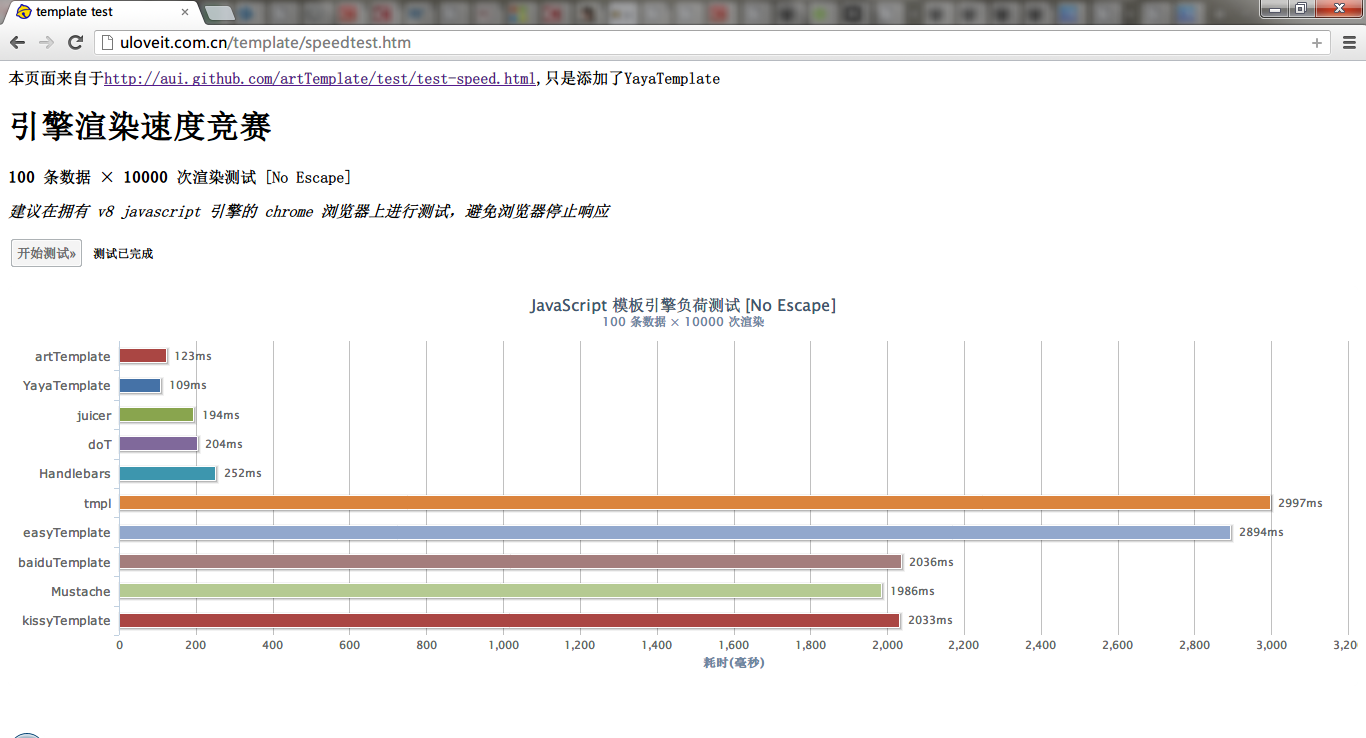 template test
uloveit.com.cn/template/speedtest.htm
本页面来自于http://aui.github.com/artTemplate/test/test-speed.html,只是添加了YayaTemplate
引擎渲染速度竞赛
100 条数据 × 10000 次渲染测试 [No Escape]
建议在拥有 v8 javascript 引擎的 chrome 浏览器上进行测试，避免浏览器停止响应
开始测试» 测试已完成
JavaScript 模板引擎负荷测试 [No Escape]
100 条数据 × 10000 次渲染
artTemplate 123ms
YayaTemplate 109ms
juicer 194ms
doT 204ms
Handlebars 252ms
tmpl 2997ms
easyTemplate 2894ms
baiduTemplate 2036ms
Mustache 1986ms
kissyTemplate 2033ms
0 200 400 600 800 1,000 1,200 1,400 1,600 1,800 2,000 2,200 2,400 2,600 2,800 3,000 3,20
耗时(毫秒)